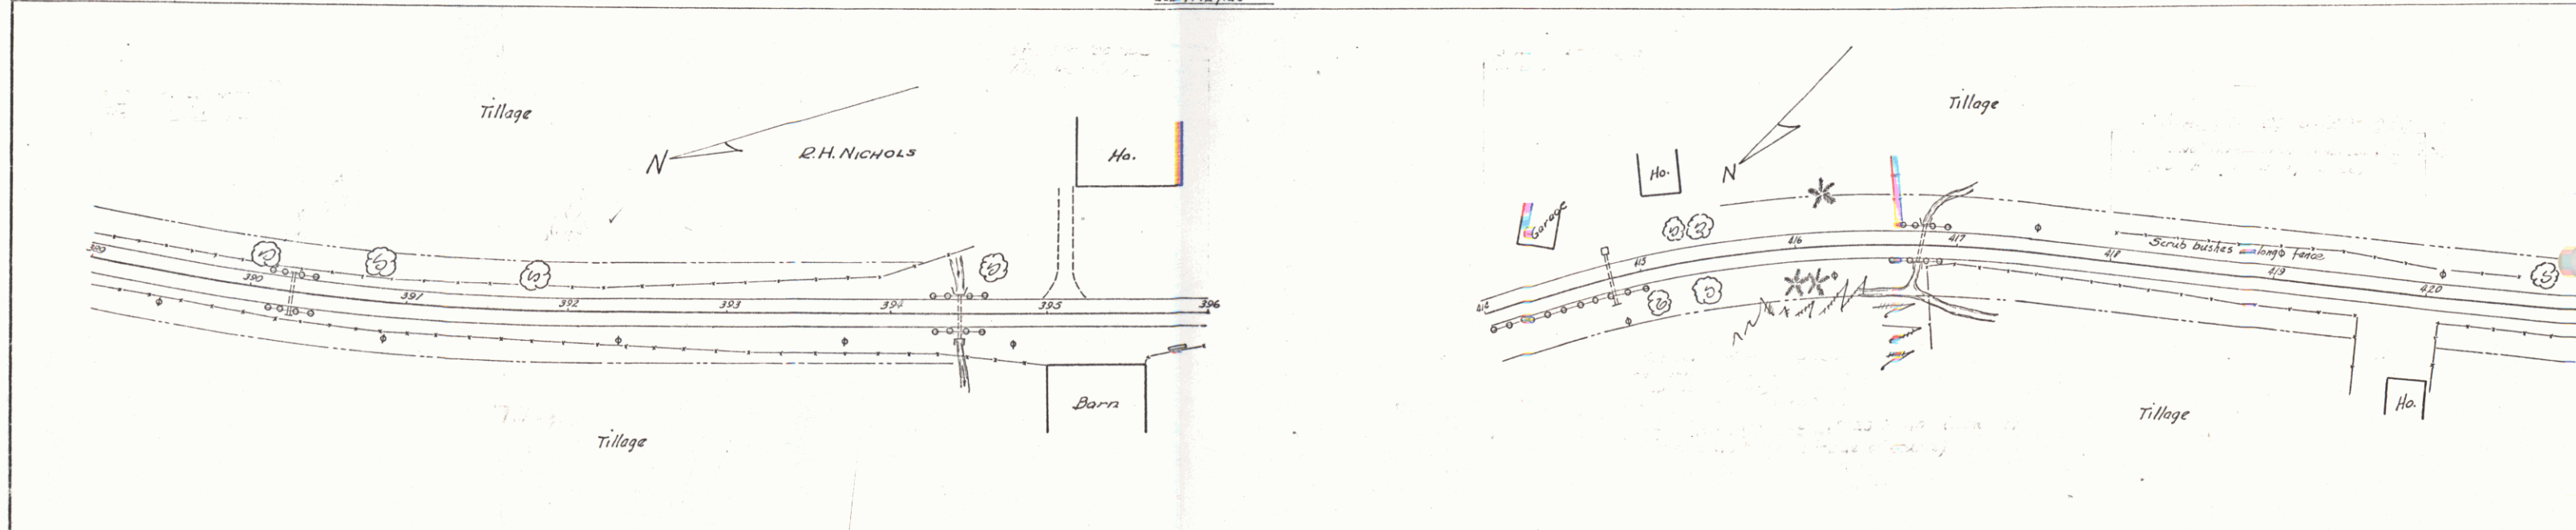 Tillage
N
R.H. NICHOLS
Ho.
389
390
391
392
393
394
395
396
Barn
Tillage
Tillage
N
Ho.
Garage
414
415
416
417
418
419
420
Scrub bushes along fence
Ho.
Tillage